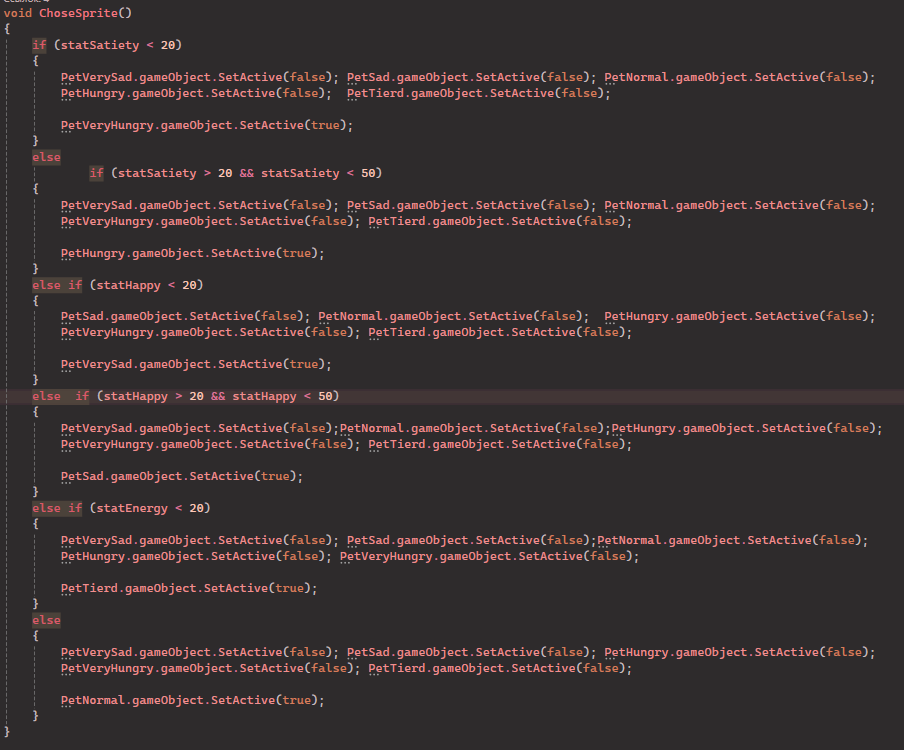 void ChoseSprite()
{
if (statSatiety < 20)
{
PetVerySad.gameObject.SetActive(false); PetSad.gameObject.SetActive(false); PetNormal.gameObject.SetActive(false);
PetHungry.gameObject.SetActive(false);  PetTierd.gameObject.SetActive(false);
PetVeryHungry.gameObject.SetActive(true);
}
else
if (statSatiety > 20 && statSatiety < 50)
{
PetVerySad.gameObject.SetActive(false); PetSad.gameObject.SetActive(false); PetNormal.gameObject.SetActive(false);
PetVeryHungry.gameObject.SetActive(false); PetTierd.gameObject.SetActive(false);
PetHungry.gameObject.SetActive(true);
}
else if (statHappy < 20)
{
PetSad.gameObject.SetActive(false); PetNormal.gameObject.SetActive(false);  PetHungry.gameObject.SetActive(false);
PetVeryHungry.gameObject.SetActive(false); PetTierd.gameObject.SetActive(false);
PetVerySad.gameObject.SetActive(true);
}
else  if (statHappy > 20 && statHappy < 50)
{
PetVerySad.gameObject.SetActive(false);PetNormal.gameObject.SetActive(false);PetHungry.gameObject.SetActive(false);
PetVeryHungry.gameObject.SetActive(false); PetTierd.gameObject.SetActive(false);
PetSad.gameObject.SetActive(true);
}
else if (statEnergy < 20)
{
PetVerySad.gameObject.SetActive(false); PetSad.gameObject.SetActive(false);PetNormal.gameObject.SetActive(false);
PetHungry.gameObject.SetActive(false); PetVeryHungry.gameObject.SetActive(false);
PetTierd.gameObject.SetActive(true);
}
else
{
PetVerySad.gameObject.SetActive(false); PetSad.gameObject.SetActive(false); PetHungry.gameObject.SetActive(false);
PetVeryHungry.gameObject.SetActive(false); PetTierd.gameObject.SetActive(false);
PetNormal.gameObject.SetActive(true);
}
}